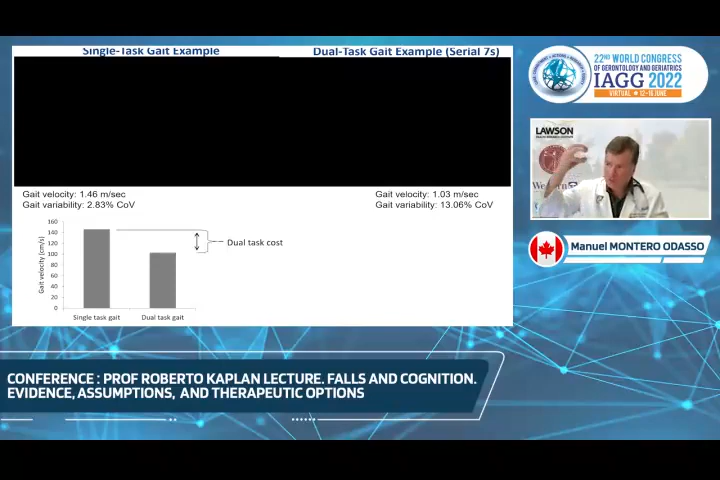 Single-Task Gait Example
Dual-Task Gait Example (Serial 7s)
Gait velocity: 1.46 m/sec
Gait variability: 2.83% CoV
Gait velocity: 1.03 m/sec
Gait variability: 13.06% CoV
Gait velocity (cm/s)
160
140
120
100
80
60
40
20
0
Dual task cost
Single task gait
Dual task gait
22ND WORLD CONGRESS
OF GERONTOLOGY AND GERIATRICS
IAGG 2022
VIRTUAL • 12-16 JUNE
LAWSON
Western
Manuel MONTERO ODASSO
CONFERENCE : PROF ROBERTO KAPLAN LECTURE. FALLS AND COGNITION.
EVIDENCE, ASSUMPTIONS, AND THERAPEUTIC OPTIONS